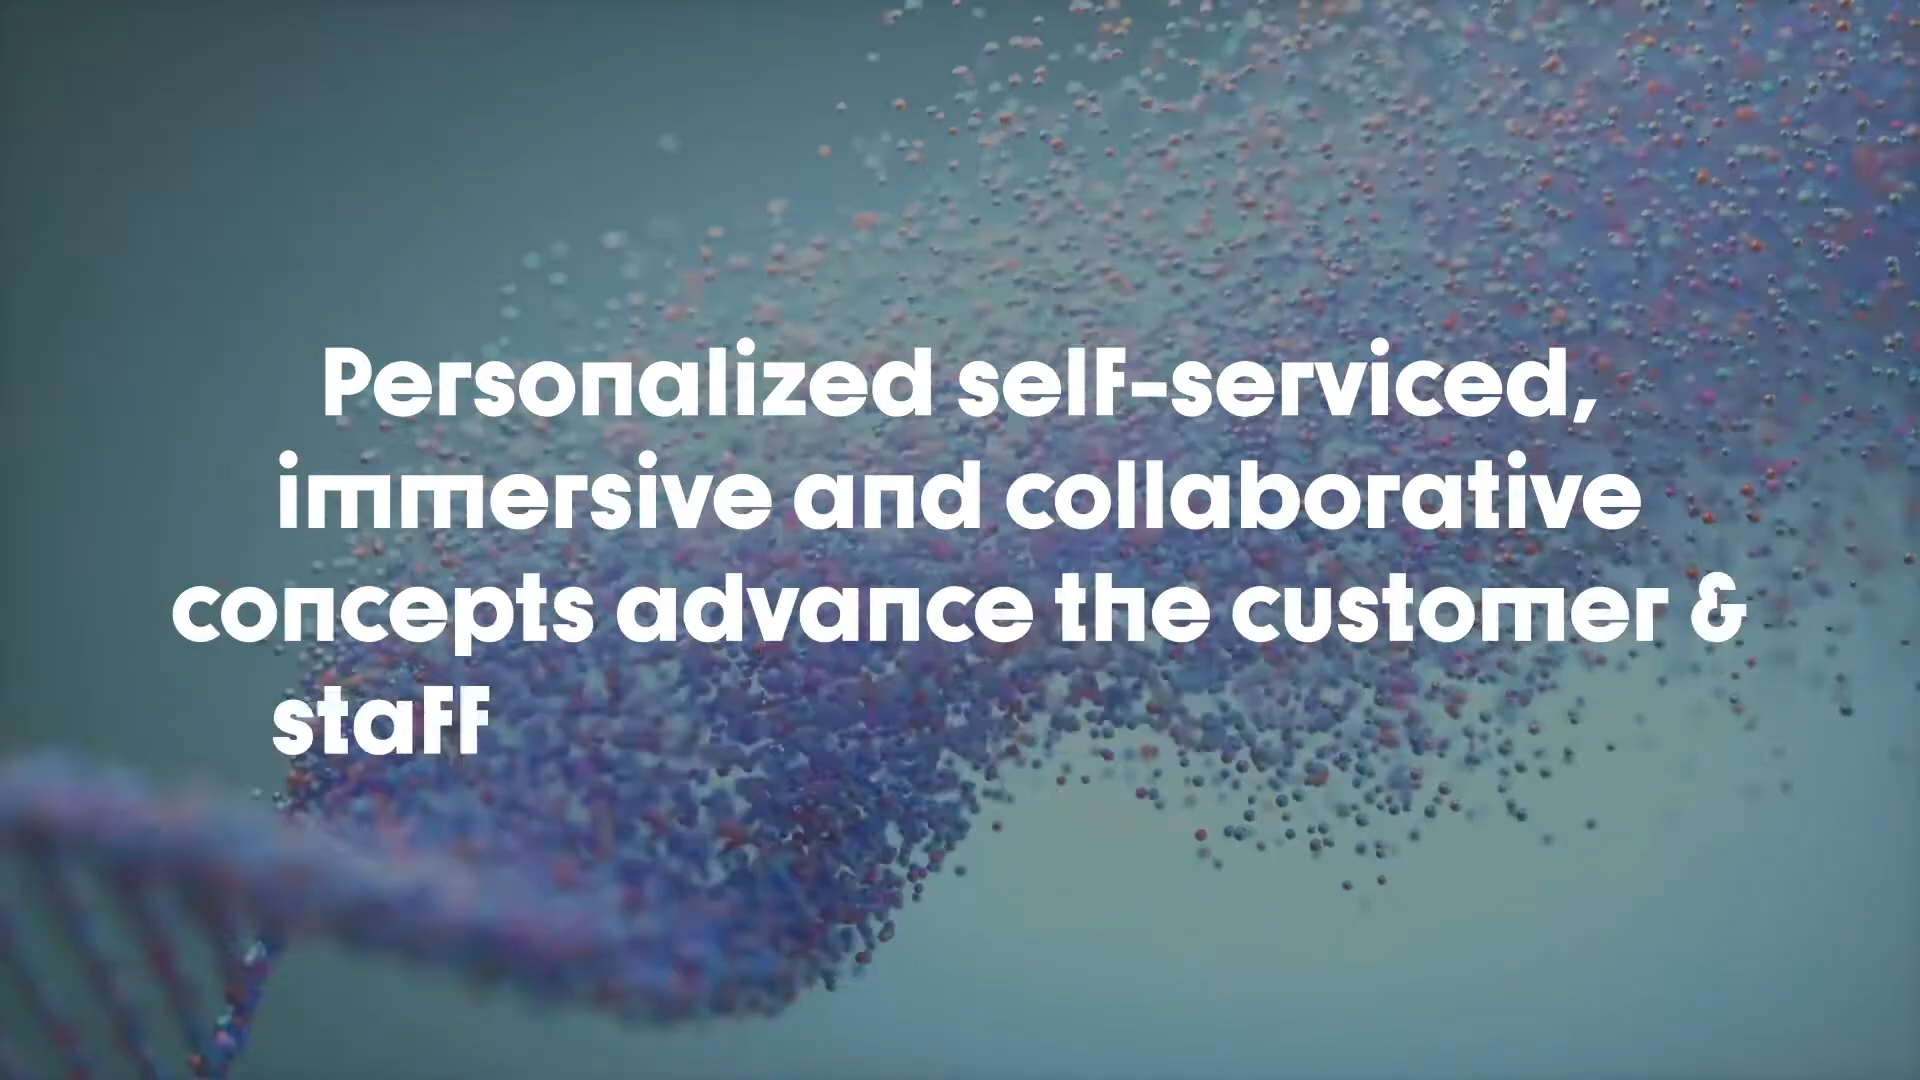 Personalized self-serviced,
immersive and collaborative
concepts advance the customer &
staff